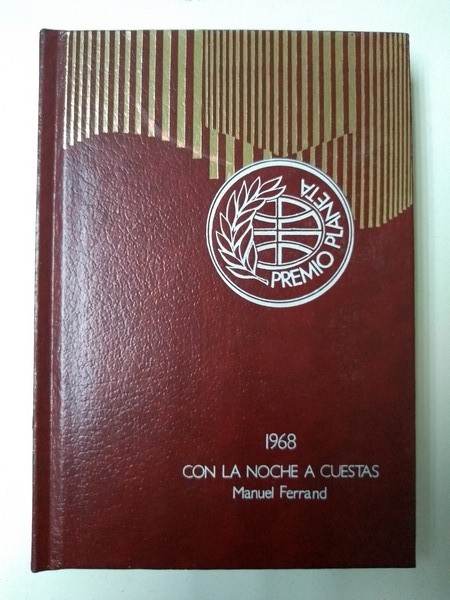 PREMIO PLANETA
1968
CON LA NOCHE A CUESTAS
Manuel Ferrand